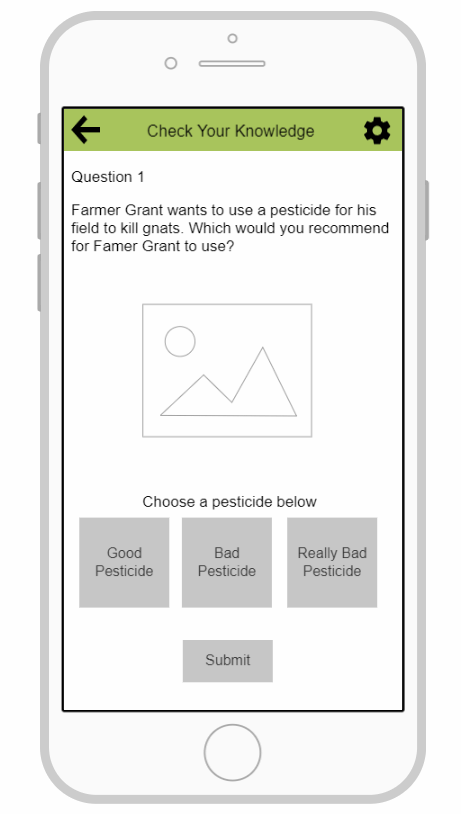 Check Your Knowledge
Question 1
Farmer Grant wants to use a pesticide for his
field to kill gnats. Which would you recommend
for Famer Grant to use?
Choose a pesticide below
Good
Pesticide
Bad
Pesticide
Really Bad
Pesticide
Submit